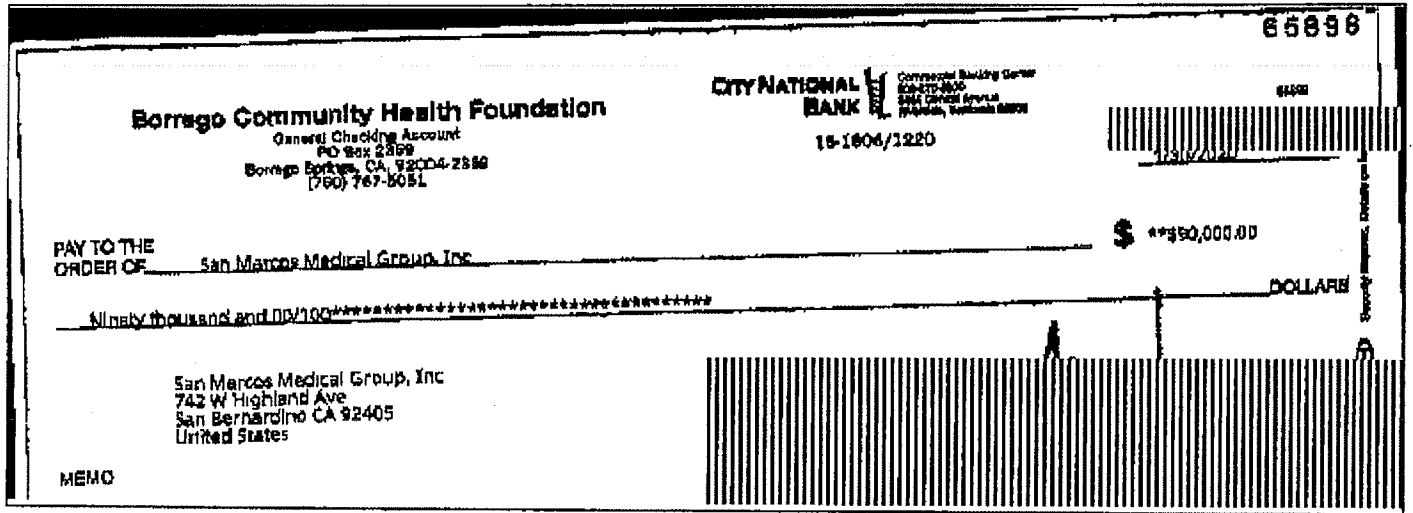 65898
Borrego Community Health Foundation
General Checking Account
PO Box 2369
Borrego Springs, CA, 92004-2369
(760) 767-5051
CITY NATIONAL
BANK
Commercial Banking Center
16-1606/1220
PAY TO THE
ORDER OF San Marcos Medical Group, Inc
$ **$90,000.00
Ninety thousand and 00/100************************************ DOLLARS
San Marcos Medical Group, Inc
742 W Highland Ave
San Bernardino CA 92405
United States
MEMO